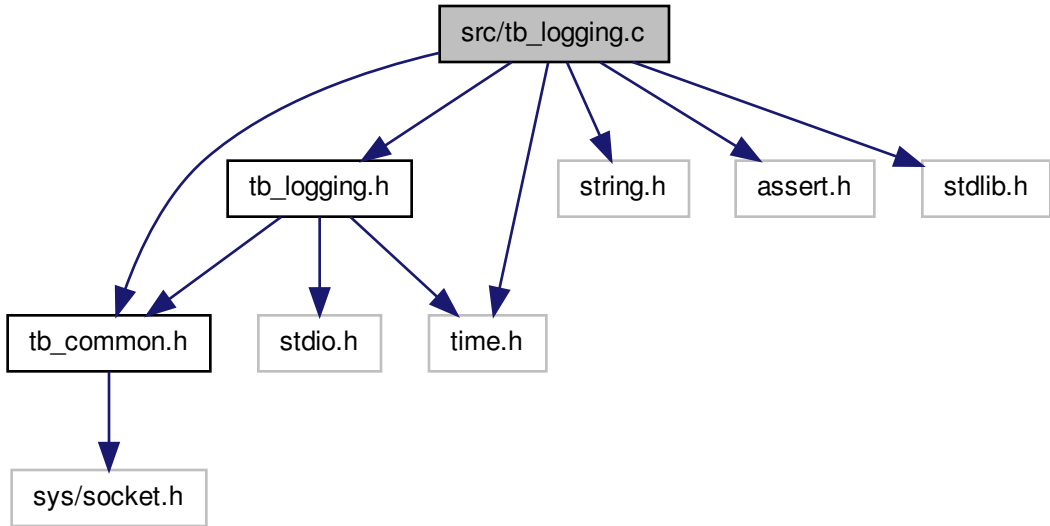 src/tb_logging.c
tb_logging.h
string.h
assert.h
stdlib.h
tb_common.h
stdio.h
time.h
sys/socket.h